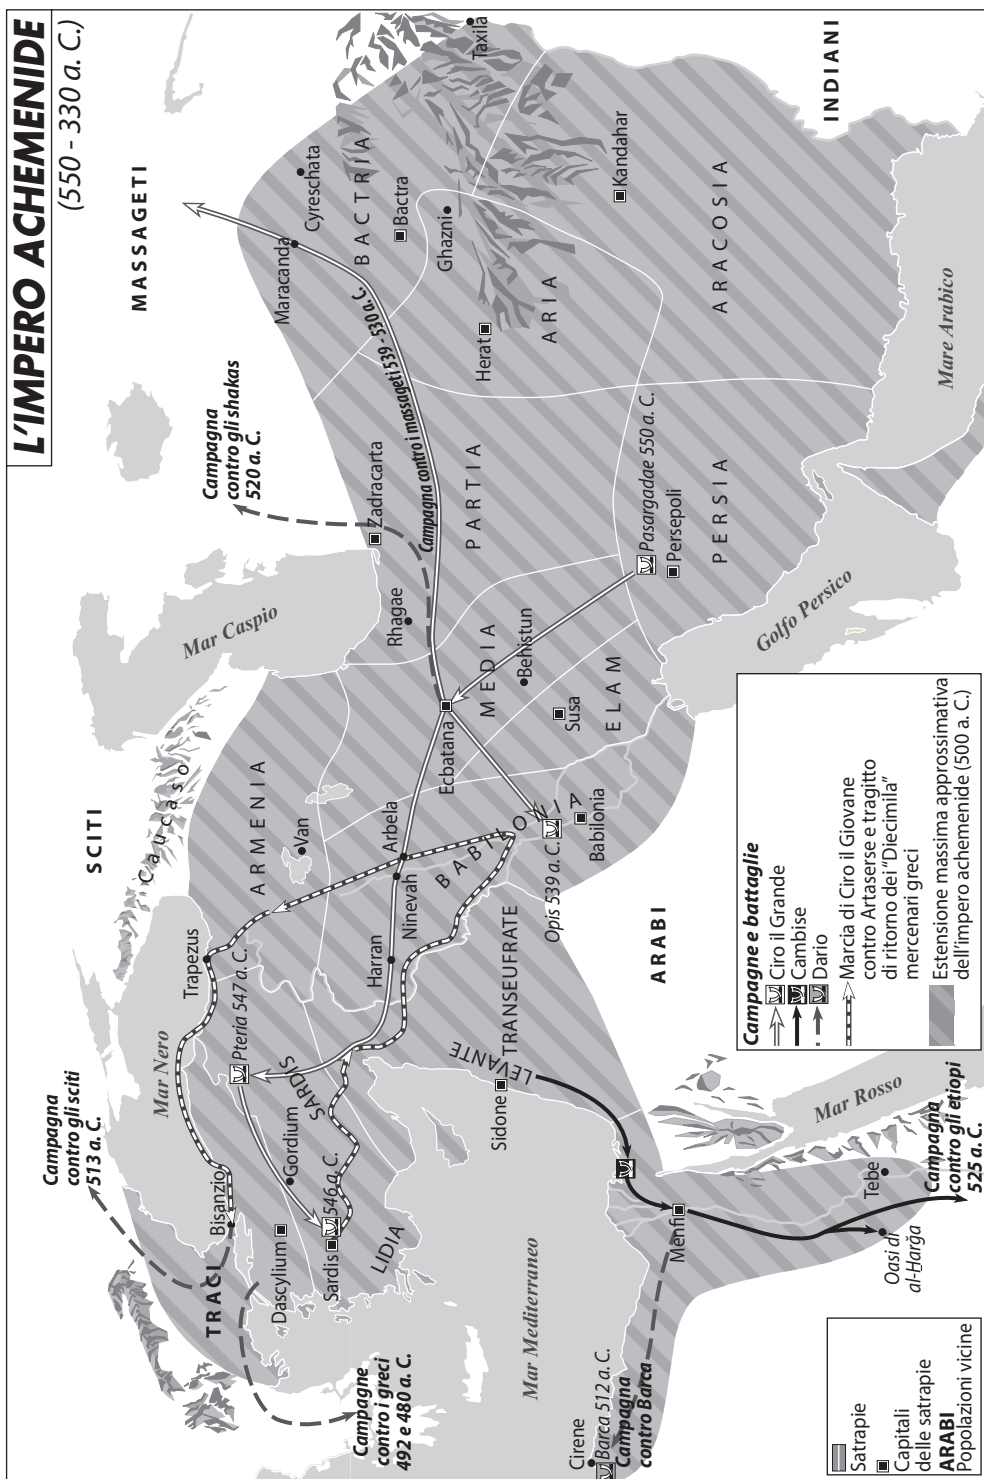 L'IMPERO ACHEMENIDE
(550 - 330 a. C.)
MASSAGETI
SCITI
INDIANI
ARABI
TRACI
Campagna
contro gli sciti
513 a. C.
Campagne
contro i greci
492 e 480 a. C.
Campagna
contro gli shakas
520 a. C.
Campagna contro i massageti 539 - 530 a. C.
Campagna
contro Barca
Campagna
contro gli etiopi
525 a. C.
Mar Nero
Mar Caspio
Caucaso
Mar Mediterraneo
Mar Rosso
Golfo Persico
Mare Arabico
ARMENIA
BABILONIA
MEDIA
ELAM
PARTIA
PERSIA
BACTRIA
ARIA
ARACOSIA
SARDIS
LIDIA
LEVANTE
TRANSEUFRATE
Bisanzio
Trapezus
Pteria 547 a. C.
Gordium
Dascylium
Sardis
546 a. C.
Van
Arbela
Ninevah
Harran
Ecbatana
Rhagae
Zadracarta
Behistun
Susa
Opis 539 a. C.
Babilonia
Pasargadae 550 a. C.
Persepoli
Maracanda
Cyreschata
Bactra
Ghazni
Herat
Kandahar
Taxila
Sidone
Menfi
Tebe
Oasi di
al-Harğa
Cirene
Barca 512 a. C.
Satrapie
Capitali
delle satrapie
ARABI
Popolazioni vicine
Campagne e battaglie
Ciro il Grande
Cambise
Dario
Marcia di Ciro il Giovane
contro Artaserse e tragitto
di ritorno dei "Diecimila"
mercenari greci
Estensione massima approssimativa
dell'impero achemenide (500 a. C.)